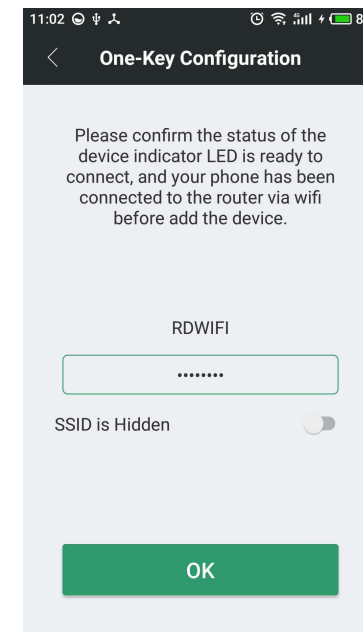 11:02 8
One-Key Configuration
Please confirm the status of the
device indicator LED is ready to
connect, and your phone has been
connected to the router via wifi
before add the device.
RDWIFI
••••••••
SSID is Hidden
OK